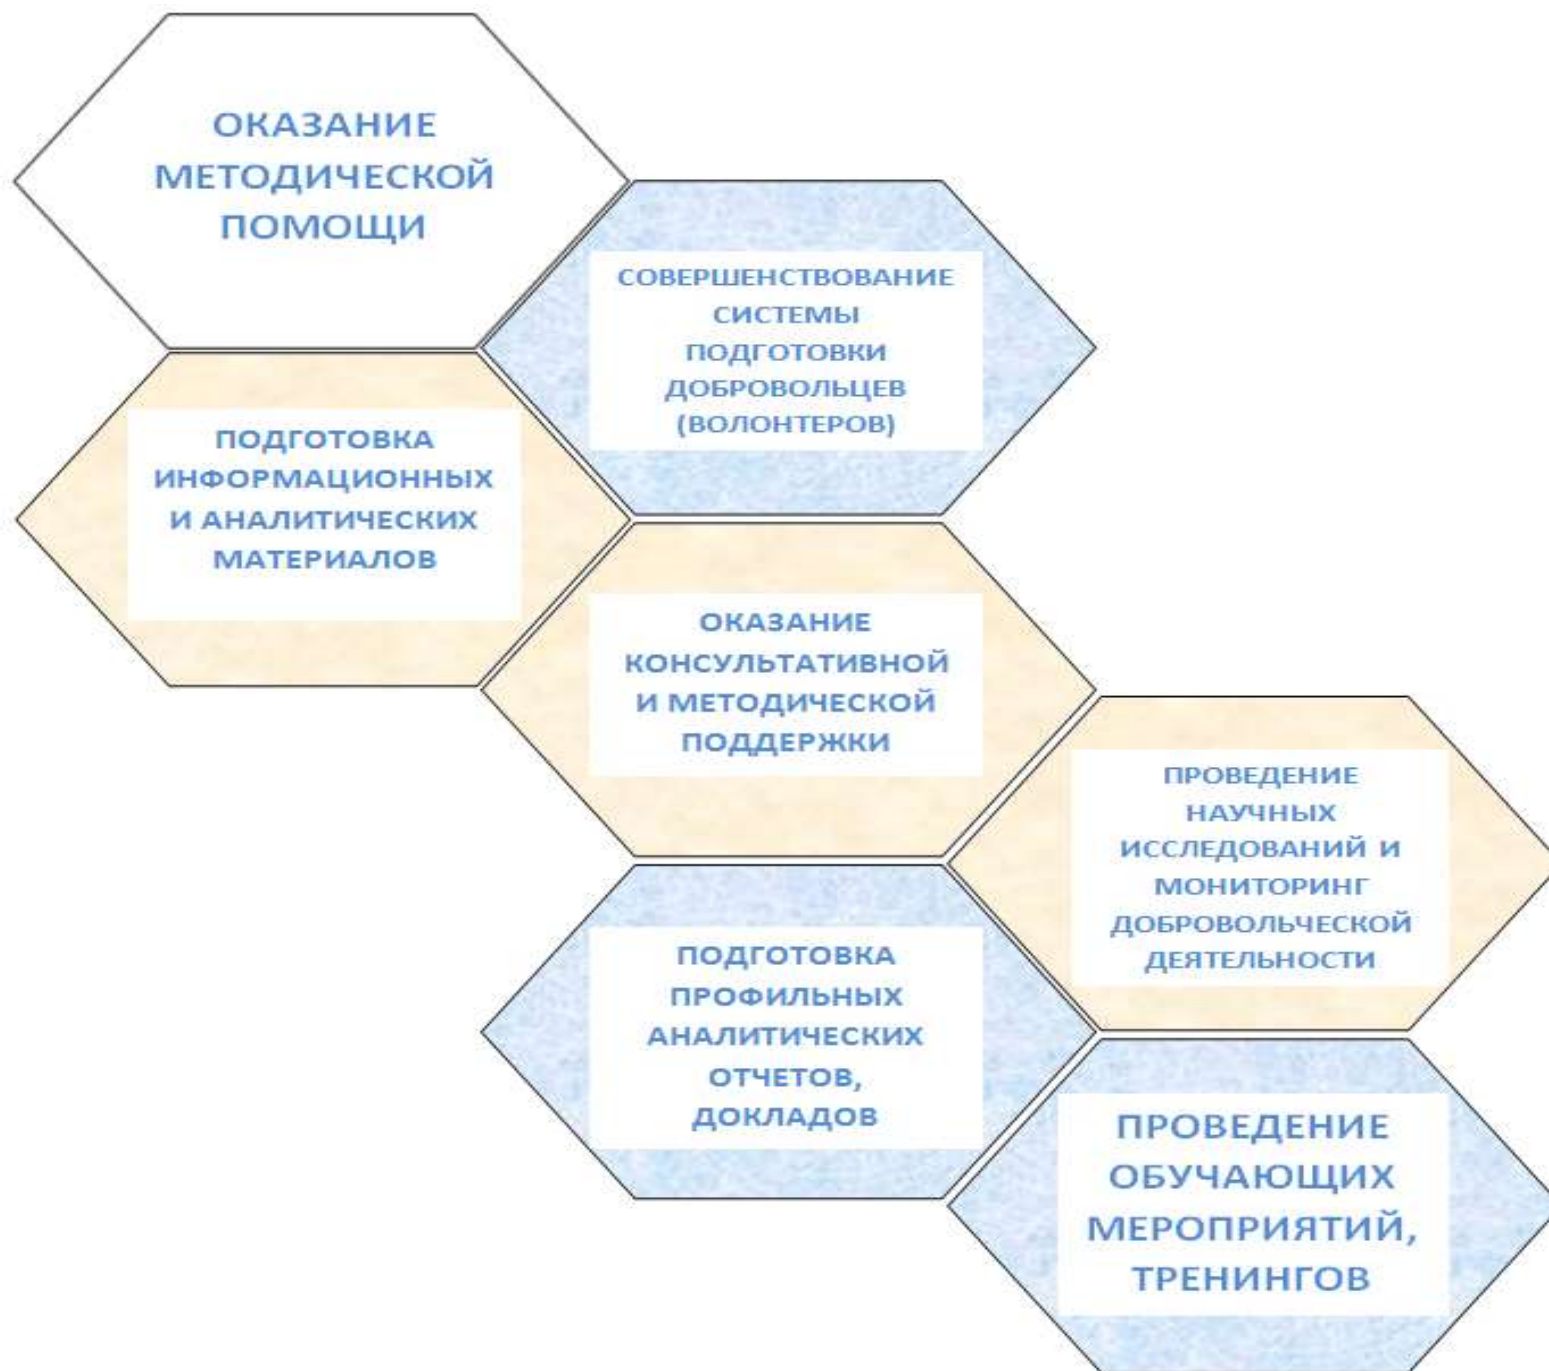 ОКАЗАНИЕ
МЕТОДИЧЕСКОЙ
ПОМОЩИ
СОВЕРШЕНСТВОВАНИЕ
СИСТЕМЫ
ПОДГОТОВКИ
ДОБРОВОЛЬЦЕВ
(ВОЛОНТЕРОВ)
ПОДГОТОВКА
ИНФОРМАЦИОННЫХ
И АНАЛИТИЧЕСКИХ
МАТЕРИАЛОВ
ОКАЗАНИЕ
КОНСУЛЬТАТИВНОЙ
И МЕТОДИЧЕСКОЙ
ПОДДЕРЖКИ
ПРОВЕДЕНИЕ
НАУЧНЫХ
ИССЛЕДОВАНИЙ И
МОНИТОРИНГ
ДОБРОВОЛЬЧЕСКОЙ
ДЕЯТЕЛЬНОСТИ
ПОДГОТОВКА
ПРОФИЛЬНЫХ
АНАЛИТИЧЕСКИХ
ОТЧЕТОВ,
ДОКЛАДОВ
ПРОВЕДЕНИЕ
ОБУЧАЮЩИХ
МЕРОПРИЯТИЙ,
ТРЕНИНГОВ